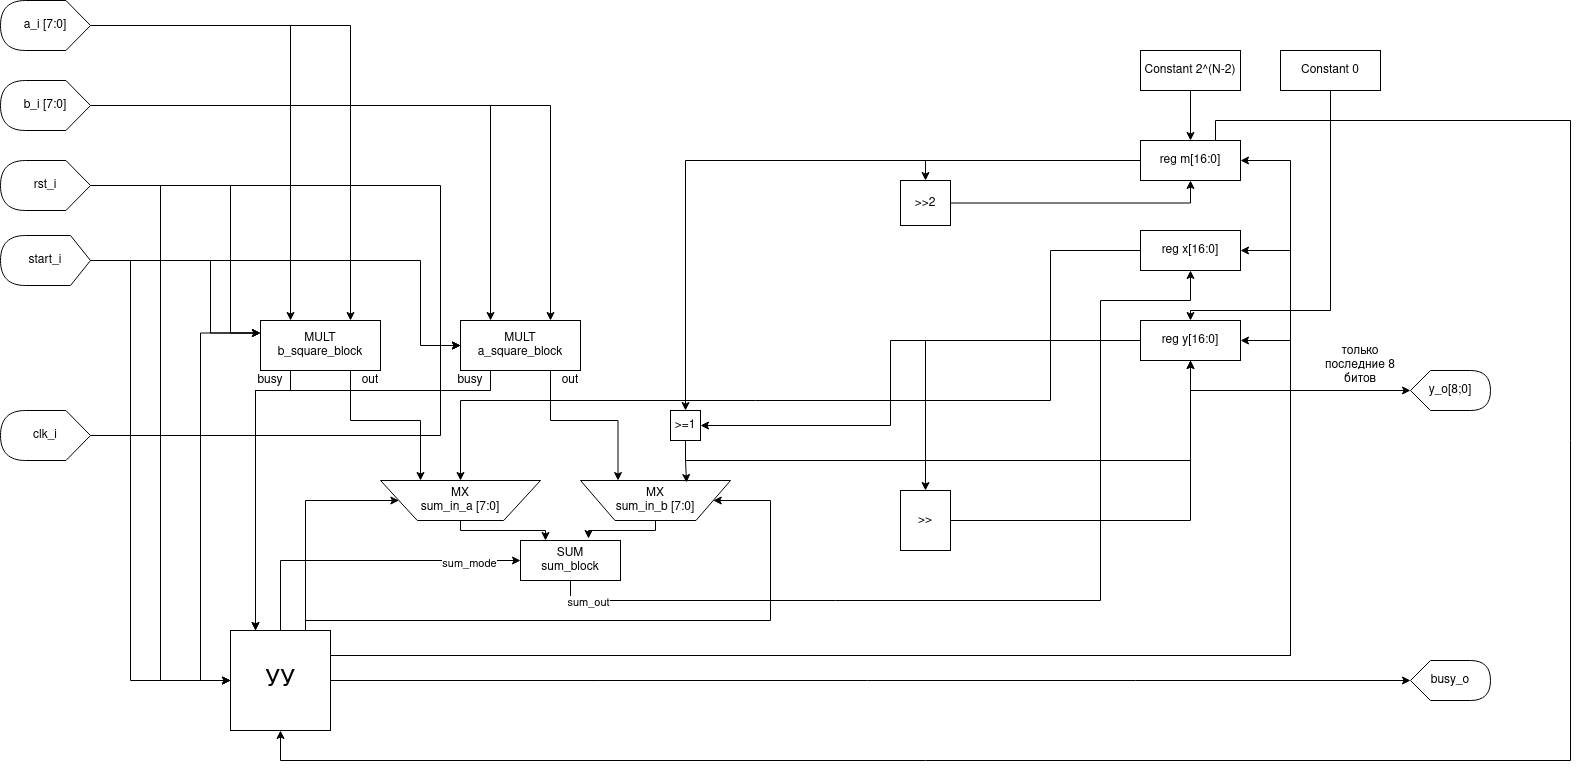 a_i [7:0]
b_i [7:0]
rst_i
start_i
clk_i
Constant 2^(N-2)
Constant 0
reg m[16:0]
>>2
reg x[16:0]
reg y[16:0]
MULT
b_square_block
busy
out
MULT
a_square_block
busy
out
только
последние 8
битов
y_o[8;0]
>=1
MX
sum_in_a [7:0]
MX
sum_in_b [7:0]
>>
SUM
sum_block
sum_mode
sum_out
УУ
busy_o